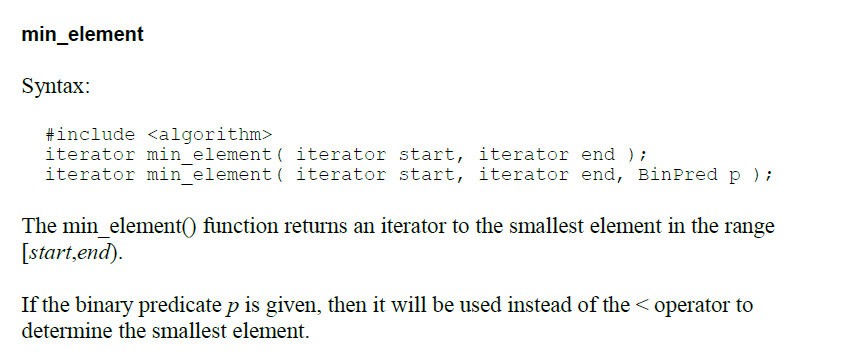 min_element
Syntax:
#include <algorithm>
iterator min_element( iterator start, iterator end );
iterator min_element( iterator start, iterator end, BinPred p );
The min_element() function returns an iterator to the smallest element in the range
[start,end).
If the binary predicate p is given, then it will be used instead of the < operator to
determine the smallest element.